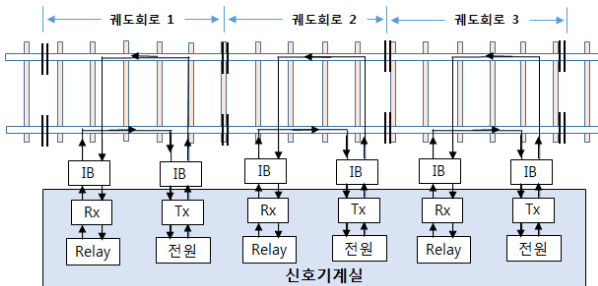 궤도회로 1 궤도회로 2 궤도회로 3
IB IB IB IB IB IB
Rx Tx Rx Tx Rx Tx
Relay 전원 Relay 전원 Relay 전원
신호기계실